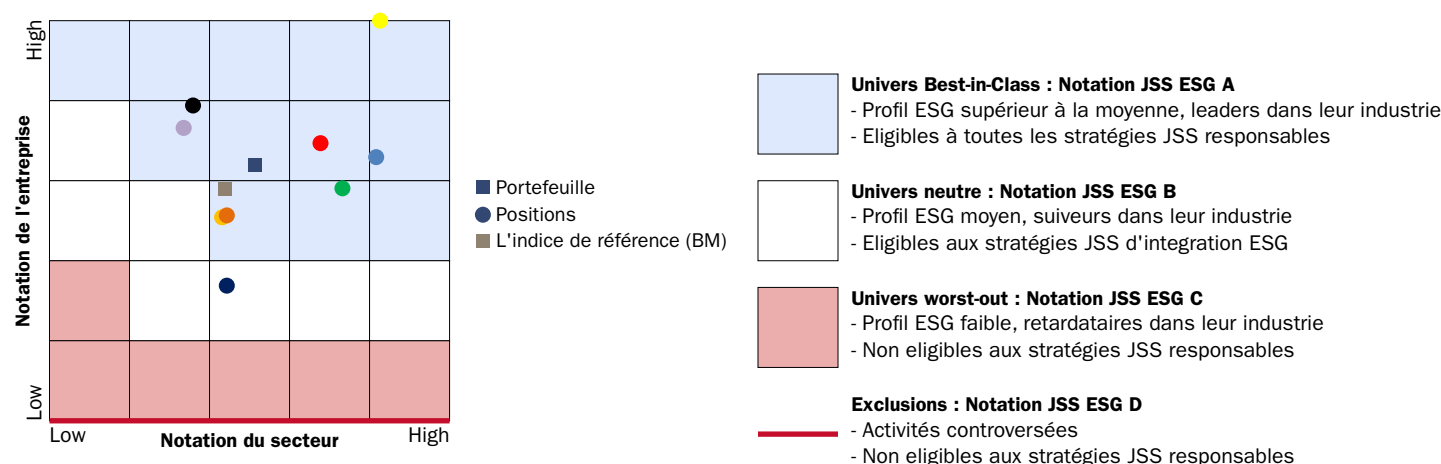 High
Notation de l'entreprise
Low
Low
Notation du secteur
High
Portefeuille
Positions
L'indice de référence (BM)
Univers Best-in-Class : Notation JSS ESG A
- Profil ESG supérieur à la moyenne, leaders dans leur industrie
- Eligibles à toutes les stratégies JSS responsables
Univers neutre : Notation JSS ESG B
- Profil ESG moyen, suiveurs dans leur industrie
- Eligibles aux stratégies JSS d'integration ESG
Univers worst-out : Notation JSS ESG C
- Profil ESG faible, retardataires dans leur industrie
- Non eligibles aux stratégies JSS responsables
Exclusions : Notation JSS ESG D
- Activités controversées
- Non eligibles aux stratégies JSS responsables